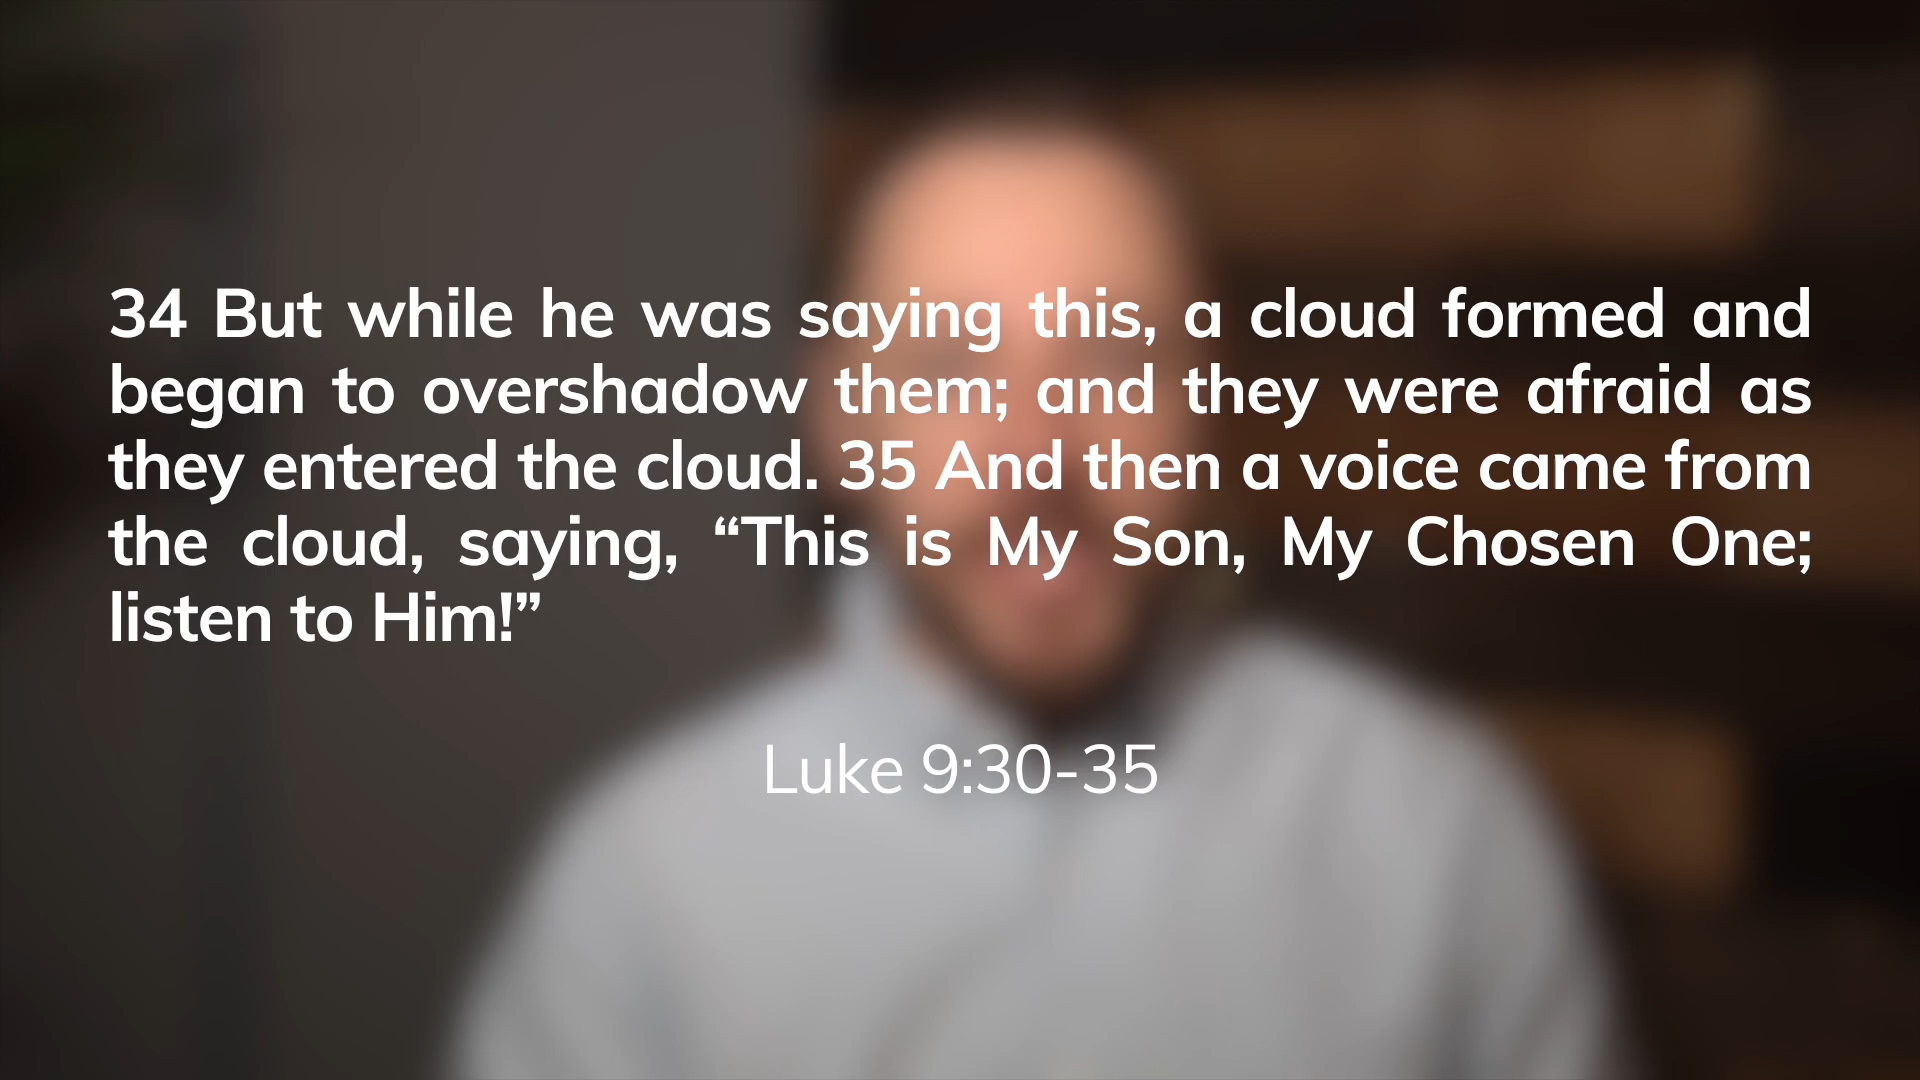 34 But while he was saying this, a cloud formed and
began to overshadow them; and they were afraid as
they entered the cloud. 35 And then a voice came from
the cloud, saying, “This is My Son, My Chosen One;
listen to Him!”
Luke 9:30-35